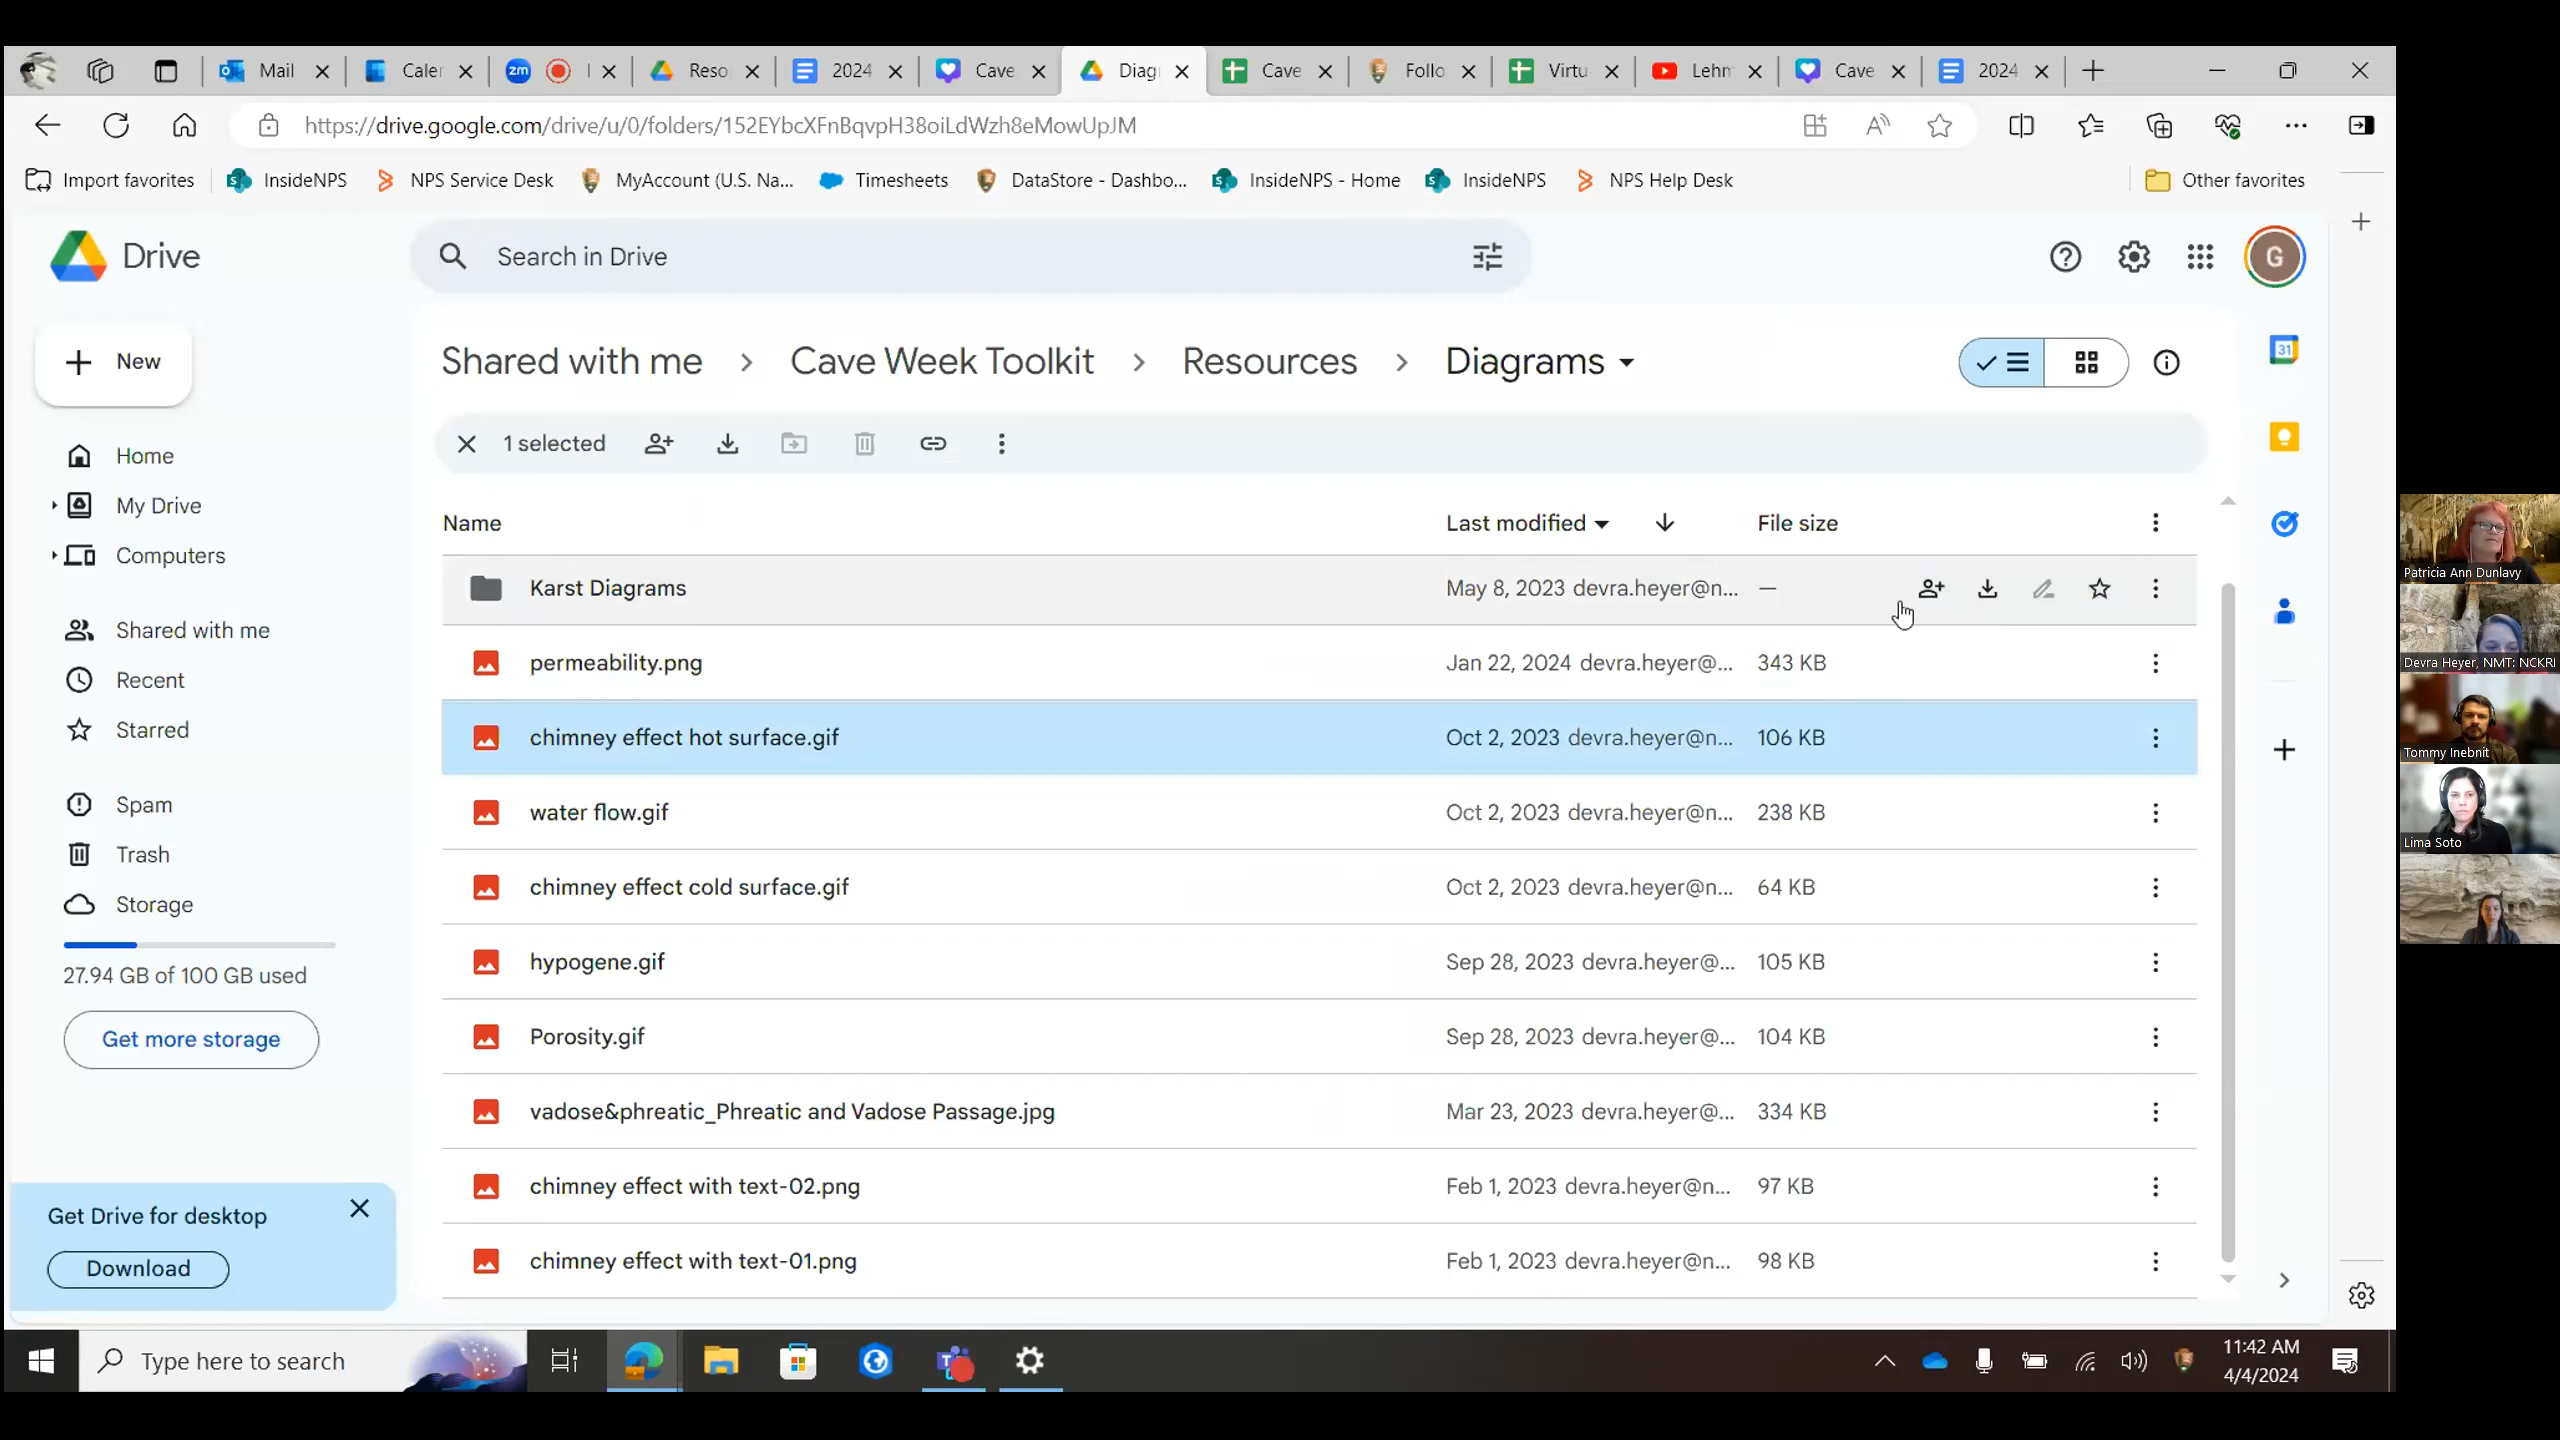 Mail
Caler
zm
Reso
2024
Cave
Diag
Cave
Follo
Virtu
Lehm
Cave
2024
https://drive.google.com/drive/u/0/folders/152EYbcXFnBqvpH38oiLdWzh8eMowUpJM
Import favorites
InsideNPS
NPS Service Desk
MyAccount (U.S. Na...
Timesheets
DataStore - Dashbo...
InsideNPS - Home
InsideNPS
NPS Help Desk
Other favorites
Drive
Search in Drive
G
New
Shared with me > Cave Week Toolkit > Resources > Diagrams
1 selected
Home
My Drive
Computers
Shared with me
Recent
Starred
Spam
Trash
Storage
27.94 GB of 100 GB used
Get more storage
Get Drive for desktop
Download
Name Last modified File size
Karst Diagrams May 8, 2023 devra.heyer@n... —
permeability.png Jan 22, 2024 devra.heyer@... 343 KB
chimney effect hot surface.gif Oct 2, 2023 devra.heyer@n... 106 KB
water flow.gif Oct 2, 2023 devra.heyer@n... 238 KB
chimney effect cold surface.gif Oct 2, 2023 devra.heyer@n... 64 KB
hypogene.gif Sep 28, 2023 devra.heyer@... 105 KB
Porosity.gif Sep 28, 2023 devra.heyer@... 104 KB
vadose&phreatic_Phreatic and Vadose Passage.jpg Mar 23, 2023 devra.heyer@... 334 KB
chimney effect with text-02.png Feb 1, 2023 devra.heyer@n... 97 KB
chimney effect with text-01.png Feb 1, 2023 devra.heyer@n... 98 KB
31
Patricia Ann Dunlavy
Devra Heyer, NMT: NCKRI
Tommy Inebnit
Lima Soto
Type here to search
11:42 AM
4/4/2024